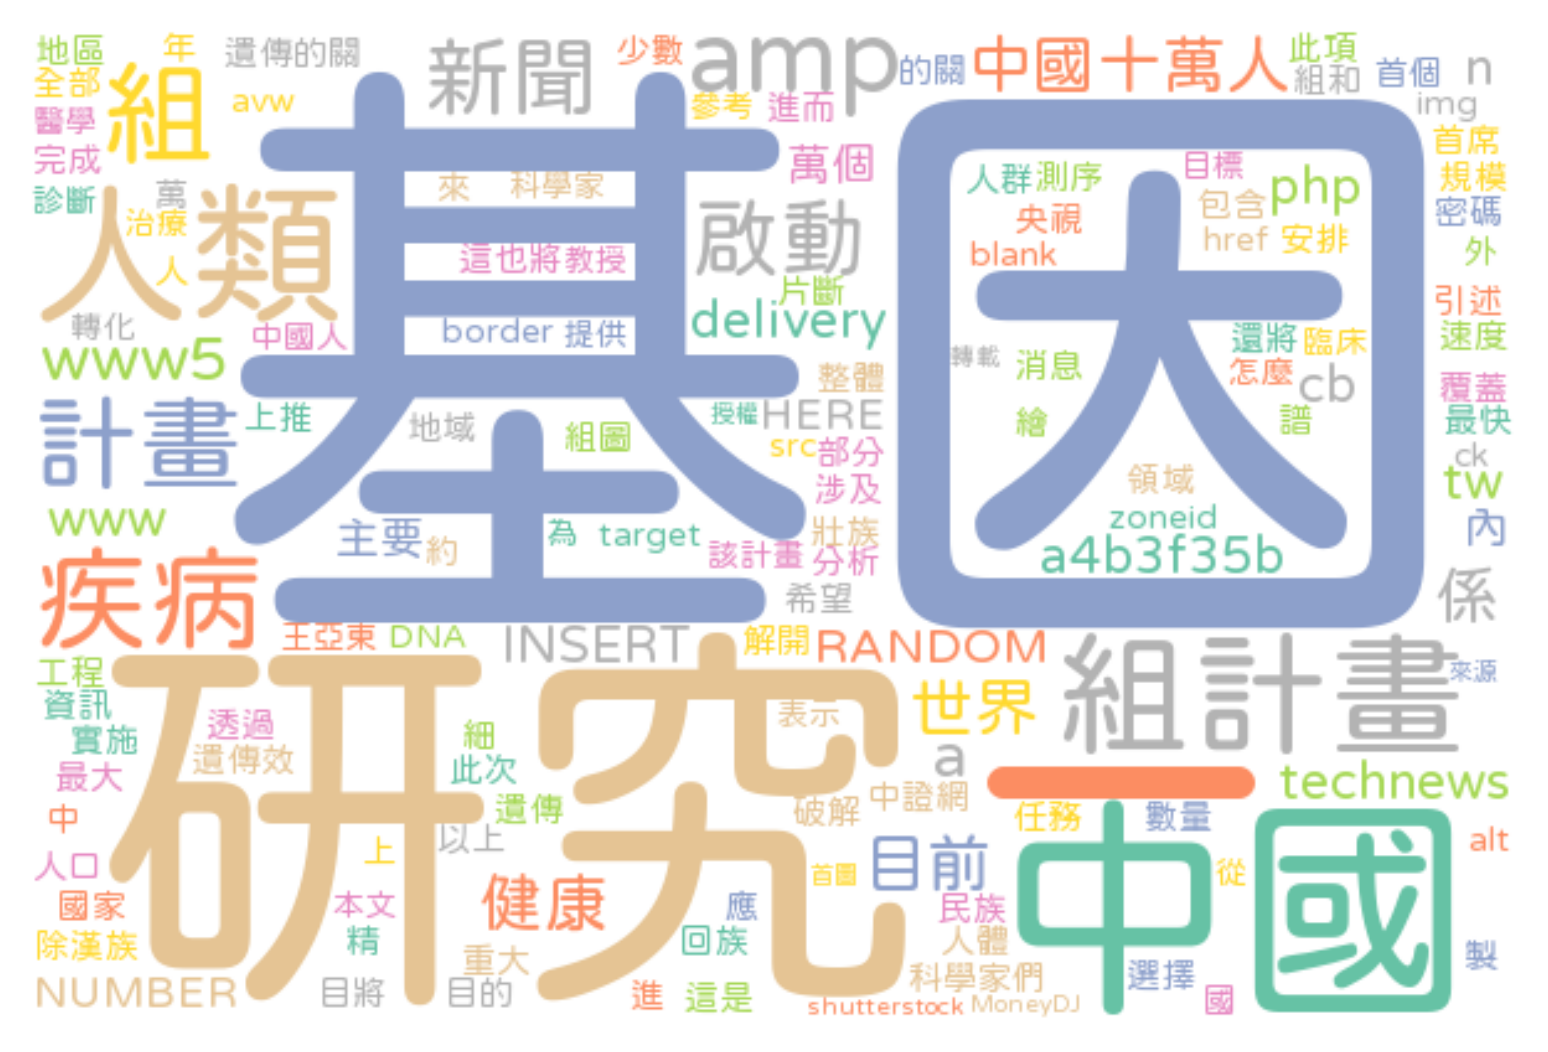 地區
年
遺傳的關
新聞
少數
amp
的關
中國十萬人
此項
組和
首個
n
全部
組
avw
參考
進而
img
醫學
完成
基因
萬個
首席
規模
診斷
萬
人類
治療
人
來
科學家
啟動
人群
測序
目標
php
包含
央視
href
安排
blank
密碼
外
這也將
教授
片斷
delivery
引述
速度
轉化
中國人
www5
border
提供
轉載
消息
還將
臨床
怎麼
cb
整體
覆蓋
最快
計畫
上推
地域
組圖
授權
HERE
src
部分
繪
譜
ck
tw
涉及
領域
www
主要
約
為
target
壯族
zoneid
a4b3f35b
內
該計畫
分析
疾病
希望
係
王亞東
DNA
INSERT
解開
RANDOM
組計畫
來源
工程
資訊
研究
世界
表示
透過
實施
細
遺傳效
此次
a
最大
一
technews
中證網
遺傳
破解
中
任務
數量
以上
上
目前
中國
alt
人口
首圖
從
國家
本文
健康
應
民族
除漢族
精
回族
人體
製
重大
科學家們
選擇
NUMBER
目將
目的
進
這是
shutterstock
MoneyDJ
國